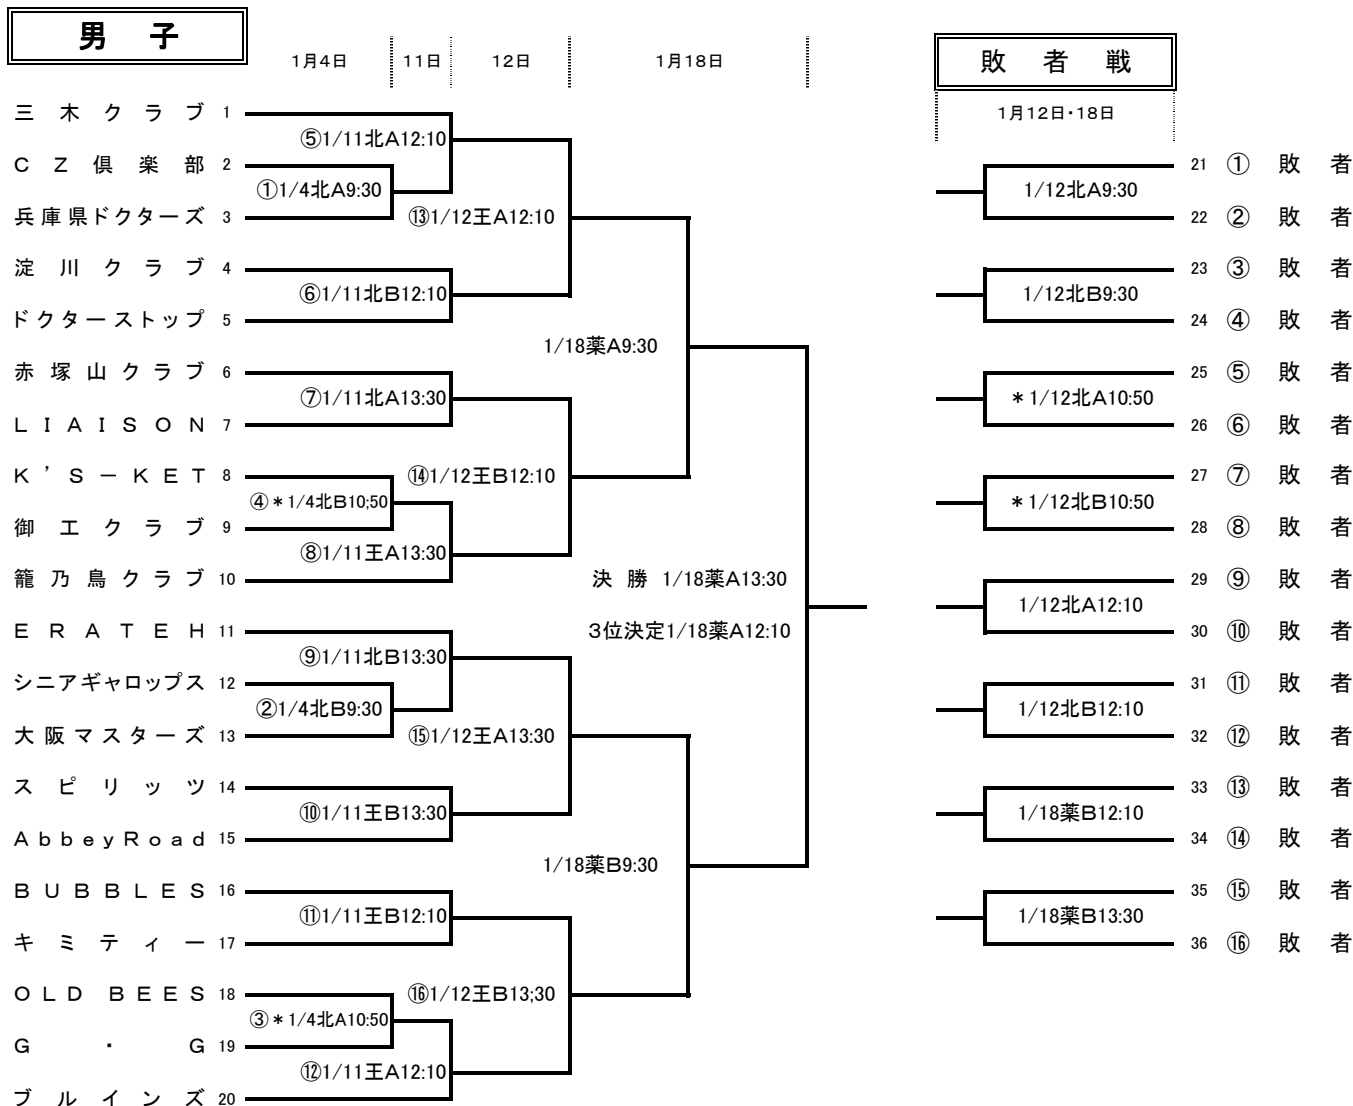 男 子
1月4日 11日 12日 1月18日
敗 者 戦
1月12日・18日
三木クラブ 1
⑤1/11北A12:10
CZ倶楽部 2
①1/4北A9:30
兵庫県ドクターズ 3
⑬1/12王A12:10
淀川クラブ 4
⑥1/11北B12:10
ドクターストップ 5
1/18薬A9:30
赤塚山クラブ 6
⑦1/11北A13:30
LIAISON 7
K'S-KET 8
⑭1/12王B12:10
④*1/4北B10;50
御工クラブ 9
⑧1/11王A13:30
籠乃鳥クラブ 10
決 勝 1/18薬A13:30
3位決定1/18薬A12:10
ERATEH 11
⑨1/11北B13:30
シニアギャロップス 12
②1/4北B9:30
大阪マスターズ 13
⑮1/12王A13:30
スピリッツ 14
⑩1/11王B13:30
AbbeyRoad 15
1/18薬B9:30
BUBBLES 16
⑪1/11王B12:10
キミティー 17
OLD BEES 18
⑯1/12王B13;30
③*1/4北A10:50
G・G 19
⑫1/11王A12:10
ブルインズ 20
21 ① 敗 者
1/12北A9:30
22 ② 敗 者
23 ③ 敗 者
1/12北B9:30
24 ④ 敗 者
25 ⑤ 敗 者
*1/12北A10:50
26 ⑥ 敗 者
27 ⑦ 敗 者
*1/12北B10:50
28 ⑧ 敗 者
29 ⑨ 敗 者
1/12北A12:10
30 ⑩ 敗 者
31 ⑪ 敗 者
1/12北B12:10
32 ⑫ 敗 者
33 ⑬ 敗 者
1/18薬B12:10
34 ⑭ 敗 者
35 ⑮ 敗 者
1/18薬B13:30
36 ⑯ 敗 者